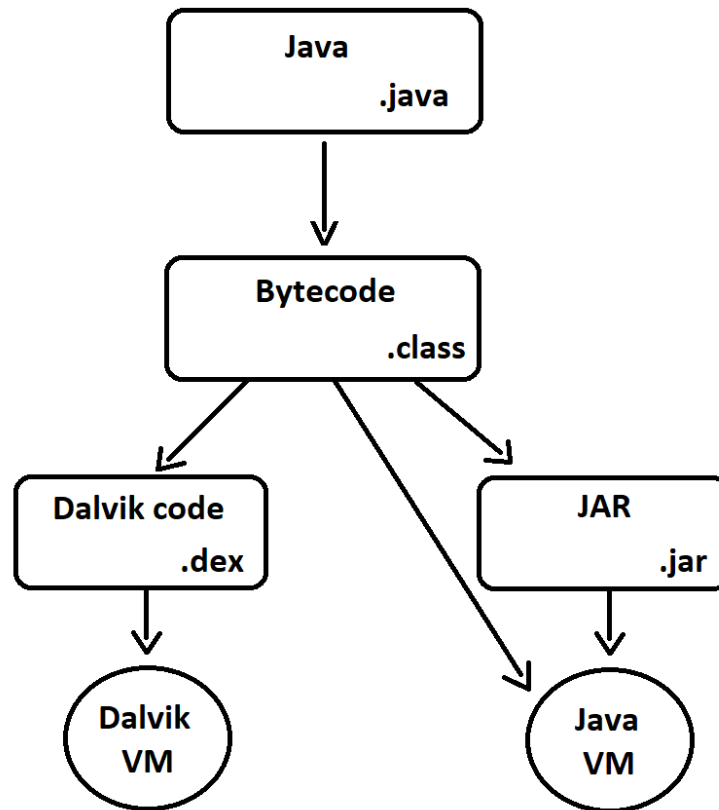 Java
.java
Bytecode
.class
Dalvik code
.dex
JAR
.jar
Dalvik
VM
Java
VM